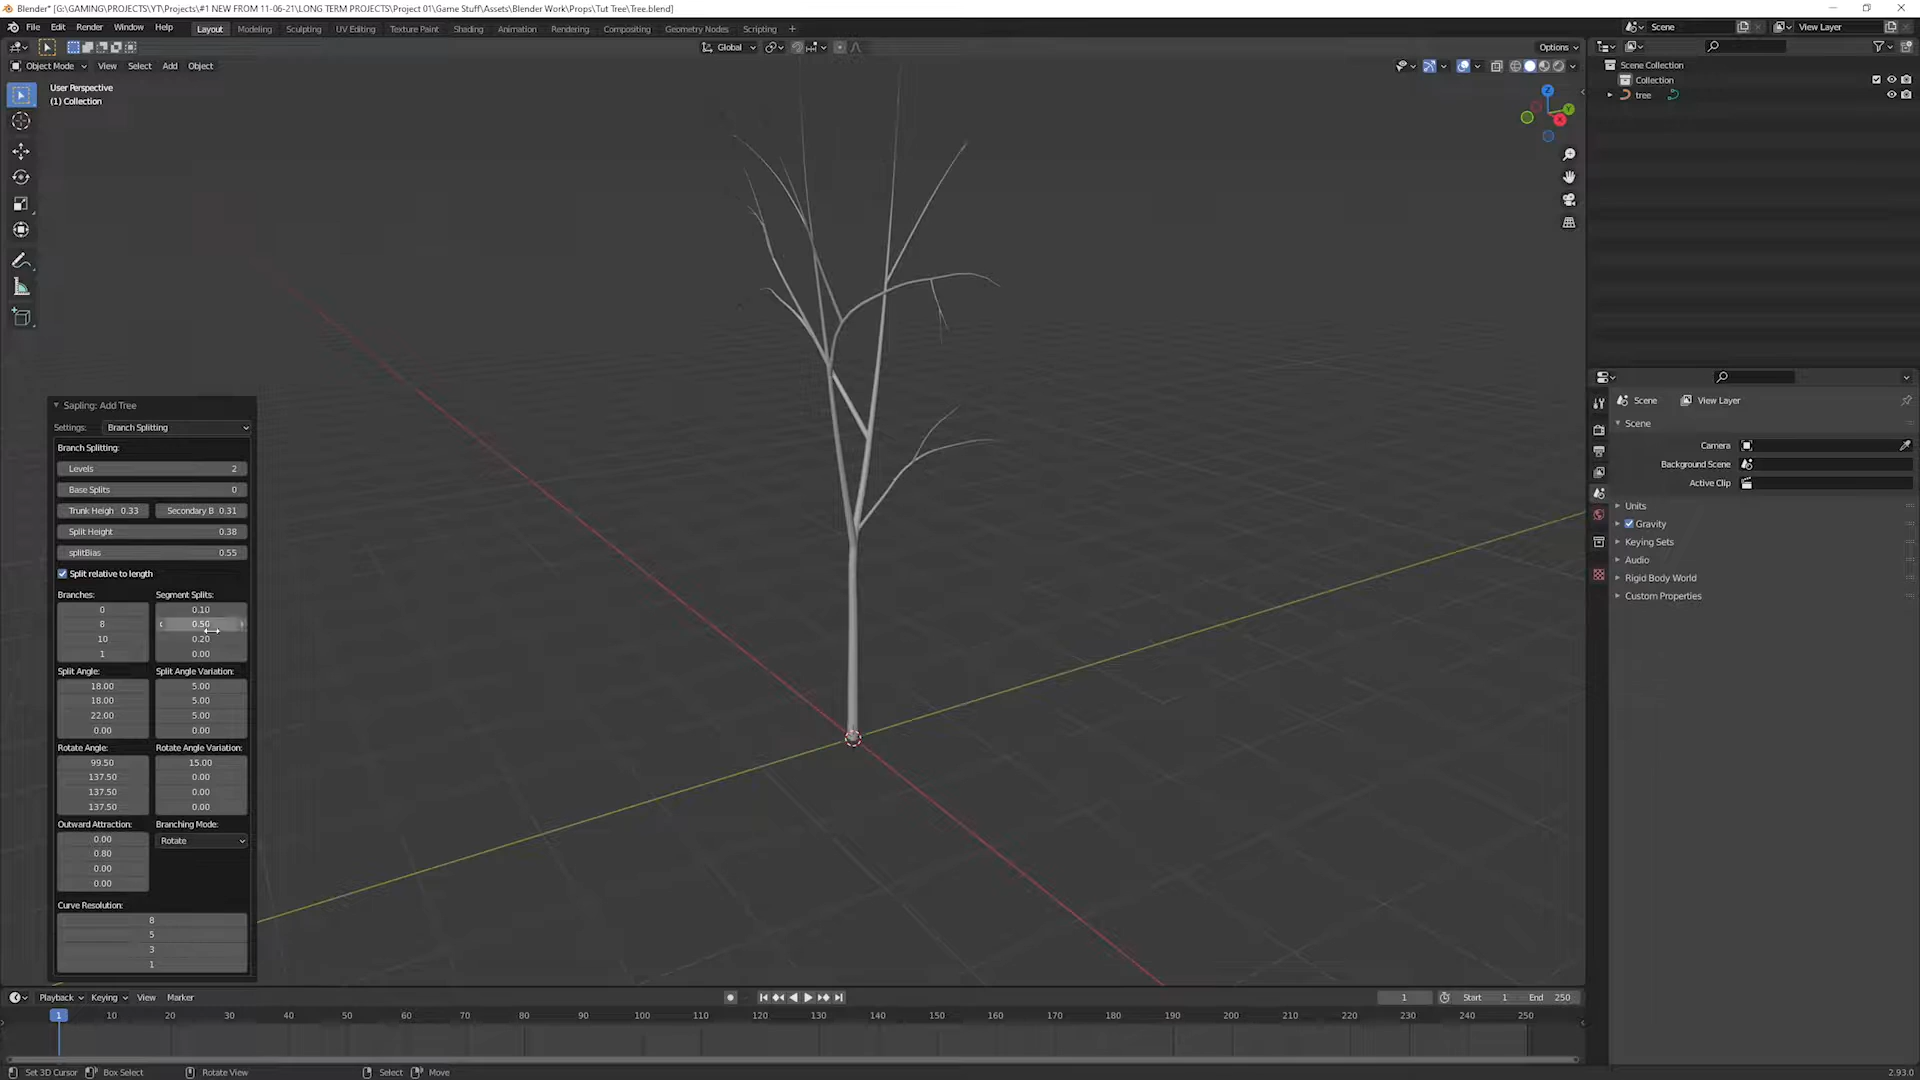 Blender* [G:\GAMING\PROJECTS\YT\Projects\#1 NEW FROM 11-06-21\LONG TERM PROJECTS\Project 01\Game Stuff\Assets\Blender Work\Props\Tut Tree\Tree.blend]
File Edit Render Window Help Layout Modeling Sculpting UV Editing Texture Paint Shading Animation Rendering Compositing Geometry Nodes Scripting + Scene View Layer
Global Options
Object Mode View Select Add Object
User Perspective
(1) Collection
Scene Collection
Collection
tree
Z
Y
X
Sapling: Add Tree
Settings: Branch Splitting
Branch Splitting:
Levels 2
Base Splits 0
Trunk Heigh 0.33 Secondary B 0.31
Split Height 0.38
splitBias 0.55
Split relative to length
Branches: Segment Splits:
0 0.10
8 0.50
10 0.20
1 0.00
Split Angle: Split Angle Variation:
18.00 5.00
18.00 5.00
22.00 5.00
0.00 0.00
Rotate Angle: Rotate Angle Variation:
99.50 15.00
137.50 0.00
137.50 0.00
137.50 0.00
Outward Attraction: Branching Mode:
0.00 Rotate
0.80
0.00
0.00
Curve Resolution:
8
5
3
1
Scene View Layer
Scene
Camera
Background Scene
Active Clip
Units
Gravity
Keying Sets
Audio
Rigid Body World
Custom Properties
Playback Keying View Marker 1 Start 1 End 250
1 10 20 30 40 50 60 70 80 90 100 110 120 130 140 150 160 170 180 190 200 210 220 230 240 250
Set 3D Cursor Box Select Rotate View Select Move 2.93.0